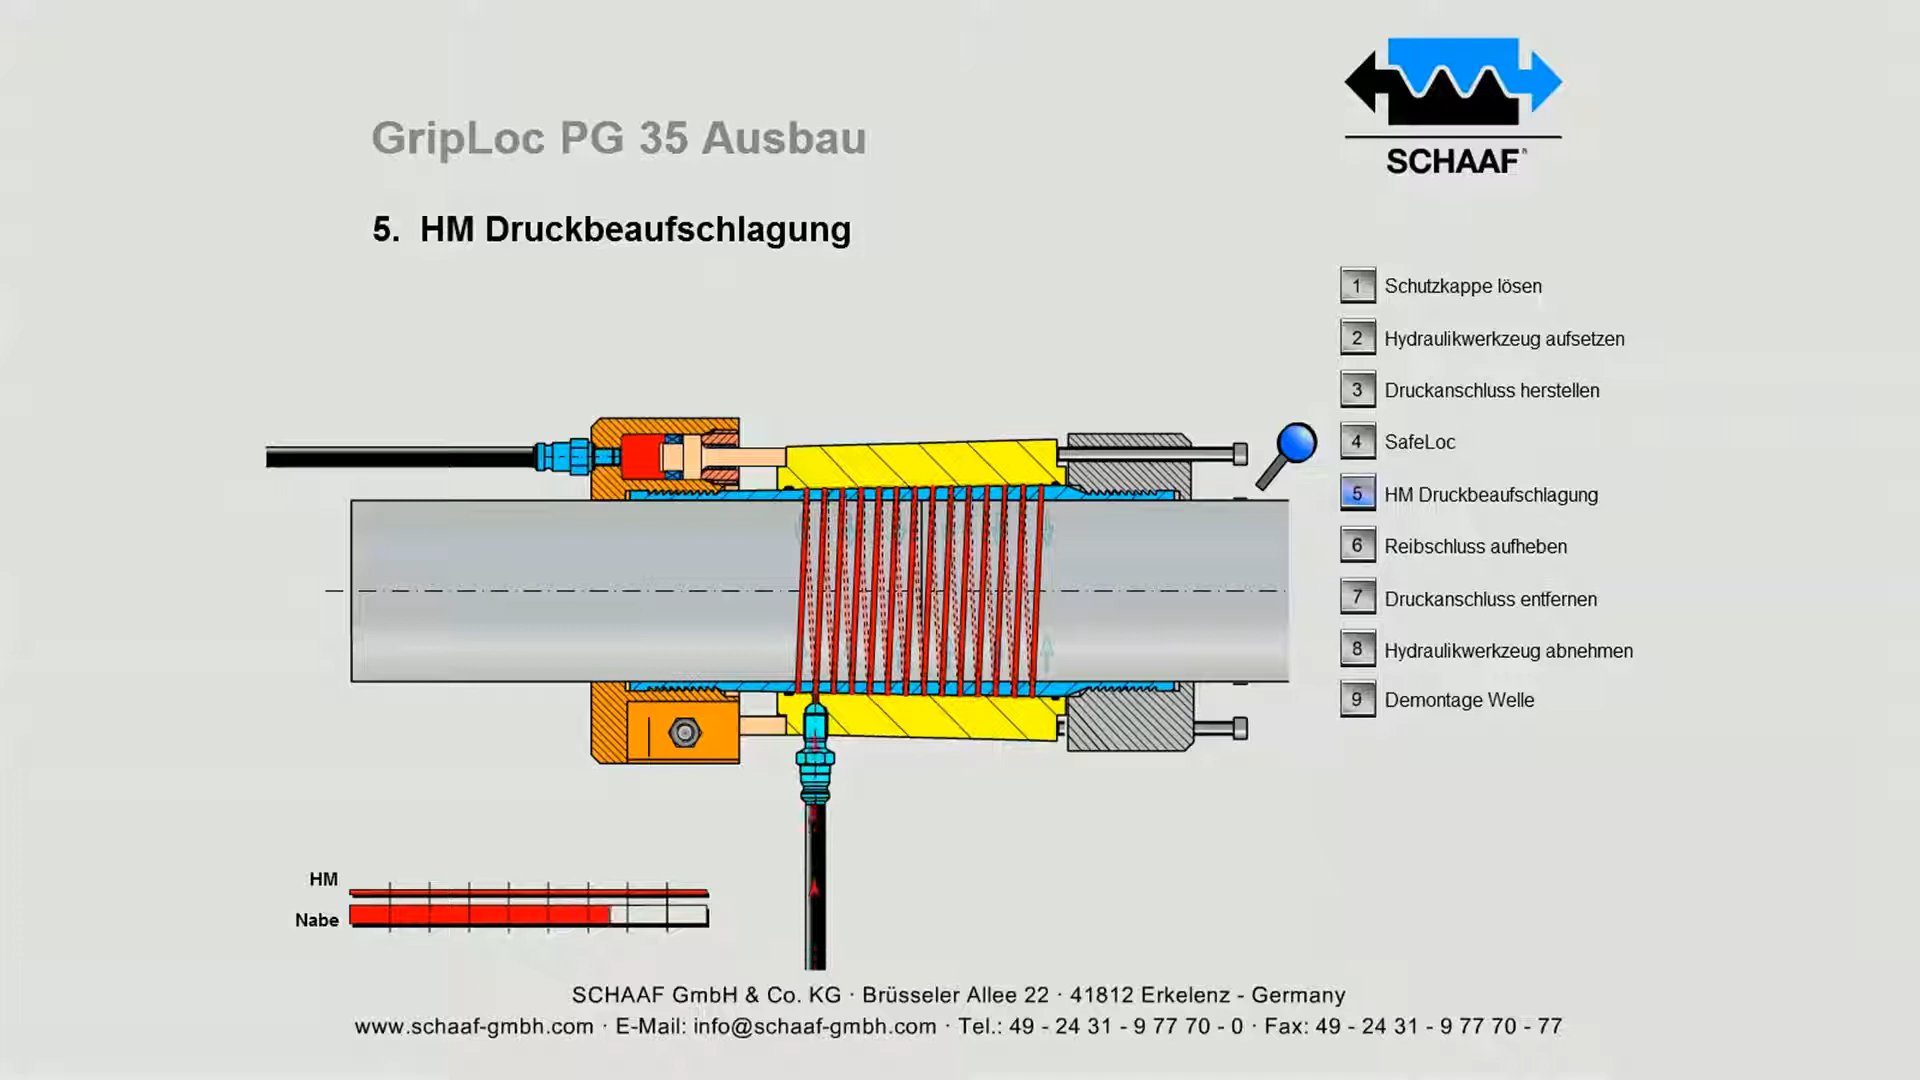 SCHAAF®
GripLoc PG 35 Ausbau
5. HM Druckbeaufschlagung
1 Schutzkappe lösen
2 Hydraulikwerkzeug aufsetzen
3 Druckanschluss herstellen
4 SafeLoc
5 HM Druckbeaufschlagung
6 Reibschluss aufheben
7 Druckanschluss entfernen
8 Hydraulikwerkzeug abnehmen
9 Demontage Welle
HM
Nabe
SCHAAF GmbH & Co. KG · Brüsseler Allee 22 · 41812 Erkelenz - Germany
www.schaaf-gmbh.com · E-Mail: info@schaaf-gmbh.com · Tel.: 49 - 24 31 - 9 77 70 - 0 · Fax: 49 - 24 31 - 9 77 70 - 77